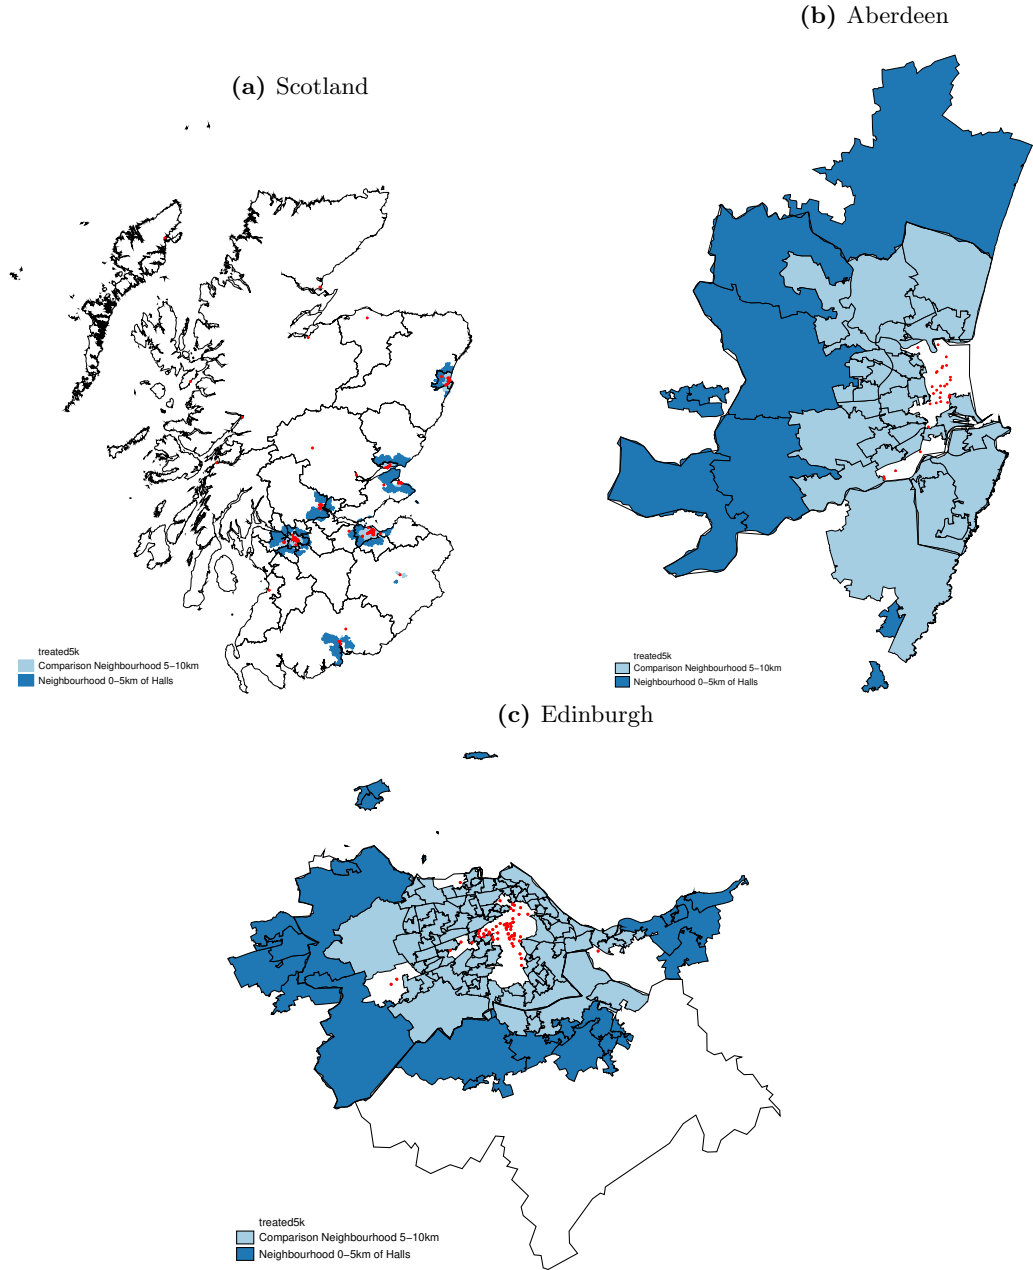 (b) Aberdeen
(a) Scotland
treated5k
Comparison Neighbourhood 5−10km
Neighbourhood 0−5km of Halls
treated5k
Comparison Neighbourhood 5−10km
Neighbourhood 0−5km of Halls
(c) Edinburgh
treated5k
Comparison Neighbourhood 5−10km
Neighbourhood 0−5km of Halls